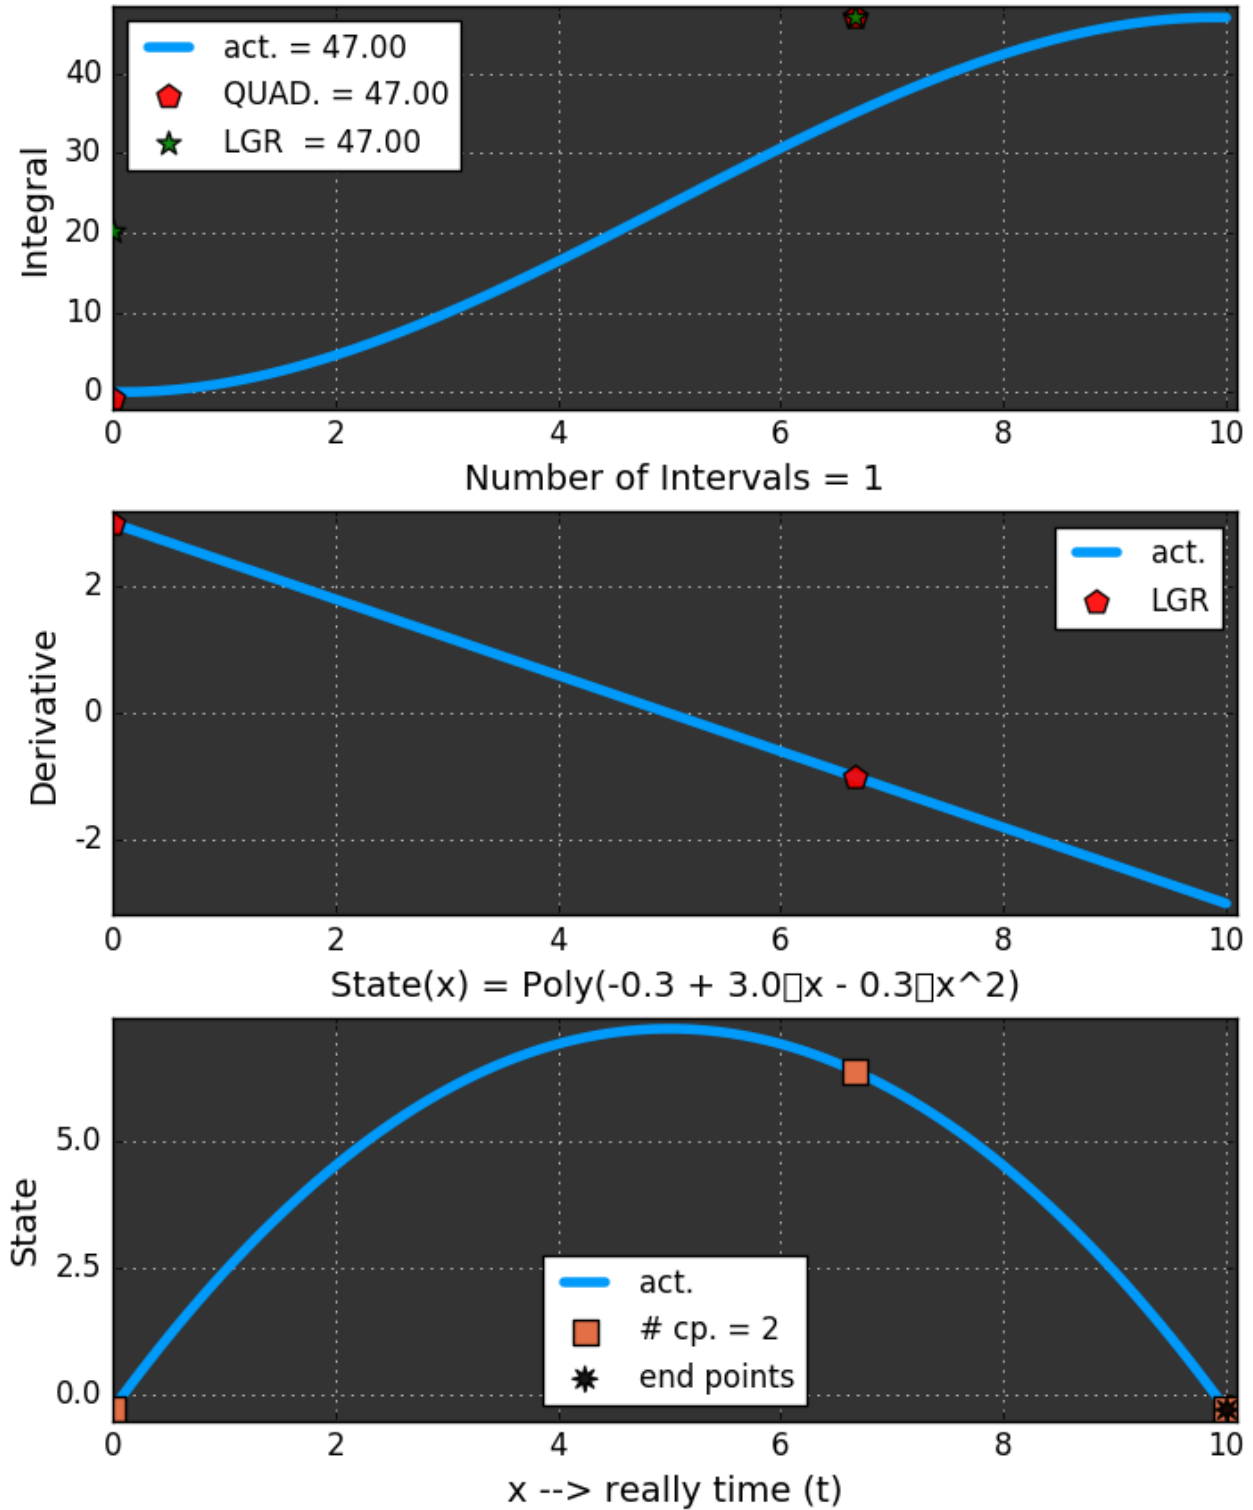 Integral
40
30
20
10
0
act. = 47.00
QUAD. = 47.00
LGR = 47.00
0 2 4 6 8 10
Number of Intervals = 1
Derivative
2
0
-2
act.
LGR
0 2 4 6 8 10
State(x) = Poly(-0.3 + 3.0▯x - 0.3▯x^2)
State
5.0
2.5
0.0
act.
# cp. = 2
end points
0 2 4 6 8 10
x --> really time (t)